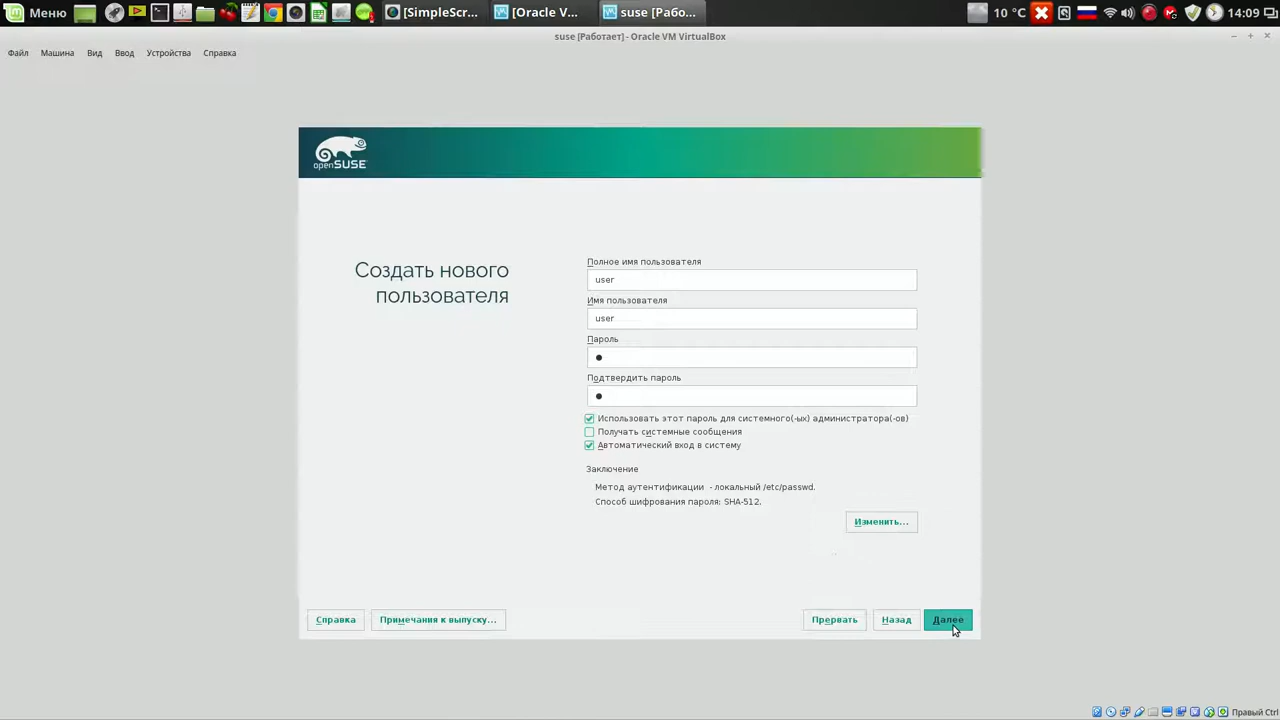 Меню
[SimpleScr...
[Oracle V...
suse [Рабо...
10 °C
14:09
suse [Работает] - Oracle VM VirtualBox
Файл Машина Вид Ввод Устройства Справка
openSUSE
Создать нового
пользователя
Полное имя пользователя
user
Имя пользователя
user
Пароль
Подтвердить пароль
Использовать этот пароль для системного(-ых) администратора(-ов)
Получать системные сообщения
Автоматический вход в систему
Заключение
Метод аутентификации - локальный /etc/passwd.
Способ шифрования пароля: SHA-512.
Изменить...
Справка
Примечания к выпуску...
Прервать
Назад
Далее
Правый Ctrl